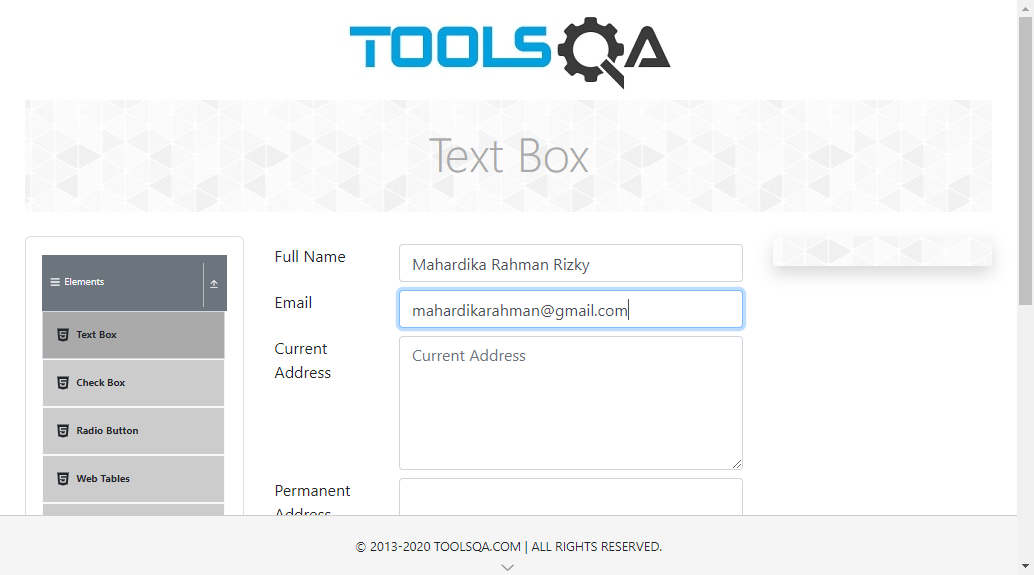 TOOLSQA
Text Box
Elements
Text Box
Check Box
Radio Button
Web Tables
Full Name
Mahardika Rahman Rizky
Email
mahardikarahman@gmail.com
Current
Address
Current Address
Permanent
Address
© 2013-2020 TOOLSQA.COM | ALL RIGHTS RESERVED.